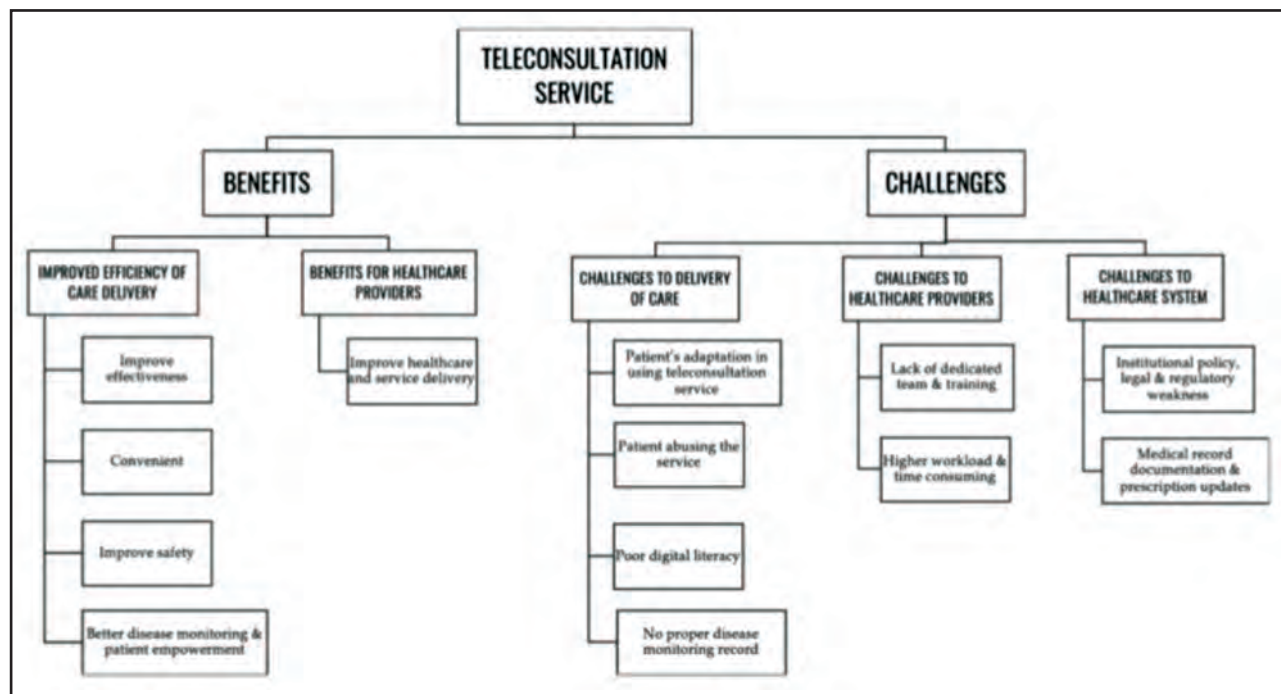 TELECONSULTATION
SERVICE
BENEFITS
CHALLENGES
IMPROVED EFFICIENCY OF
CARE DELIVERY
BENEFITS FOR HEALTHCARE
PROVIDERS
CHALLENGES TO DELIVERY
OF CARE
CHALLENGES TO
HEALTHCARE PROVIDERS
CHALLENGES TO
HEALTHCARE SYSTEM
Improve
effectiveness
Convenient
Improve safety
Better disease monitoring &
patient empowerment
Improve healthcare
and service delivery
Patient's adaptation in
using teleconsultation
service
Patient abusing the
service
Poor digital literacy
No proper disease
monitoring record
Lack of dedicated
team & training
Higher workload &
time consuming
Institutional policy,
legal & regulatory
weakness
Medical record
documentation &
prescription updates